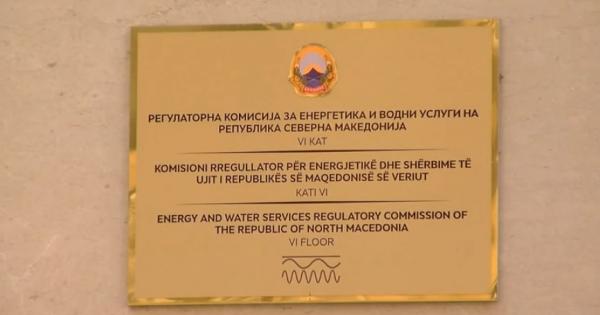 РЕГУЛАТОРНА КОМИСИЈА ЗА ЕНЕРГЕТИКА И ВОДНИ УСЛУГИ НА
РЕПУБЛИКА СЕВЕРНА МАКЕДОНИЈА
VI КАТ
KOMISIONI RREGULLATOR PËR ENERGJETIKË DHE SHËRBIME TË
UJIT I REPUBLIKËS SË MAQEDONISË SË VERIUT
KATI VI
ENERGY AND WATER SERVICES REGULATORY COMMISSION OF
THE REPUBLIC OF NORTH MACEDONIA
VI FLOOR